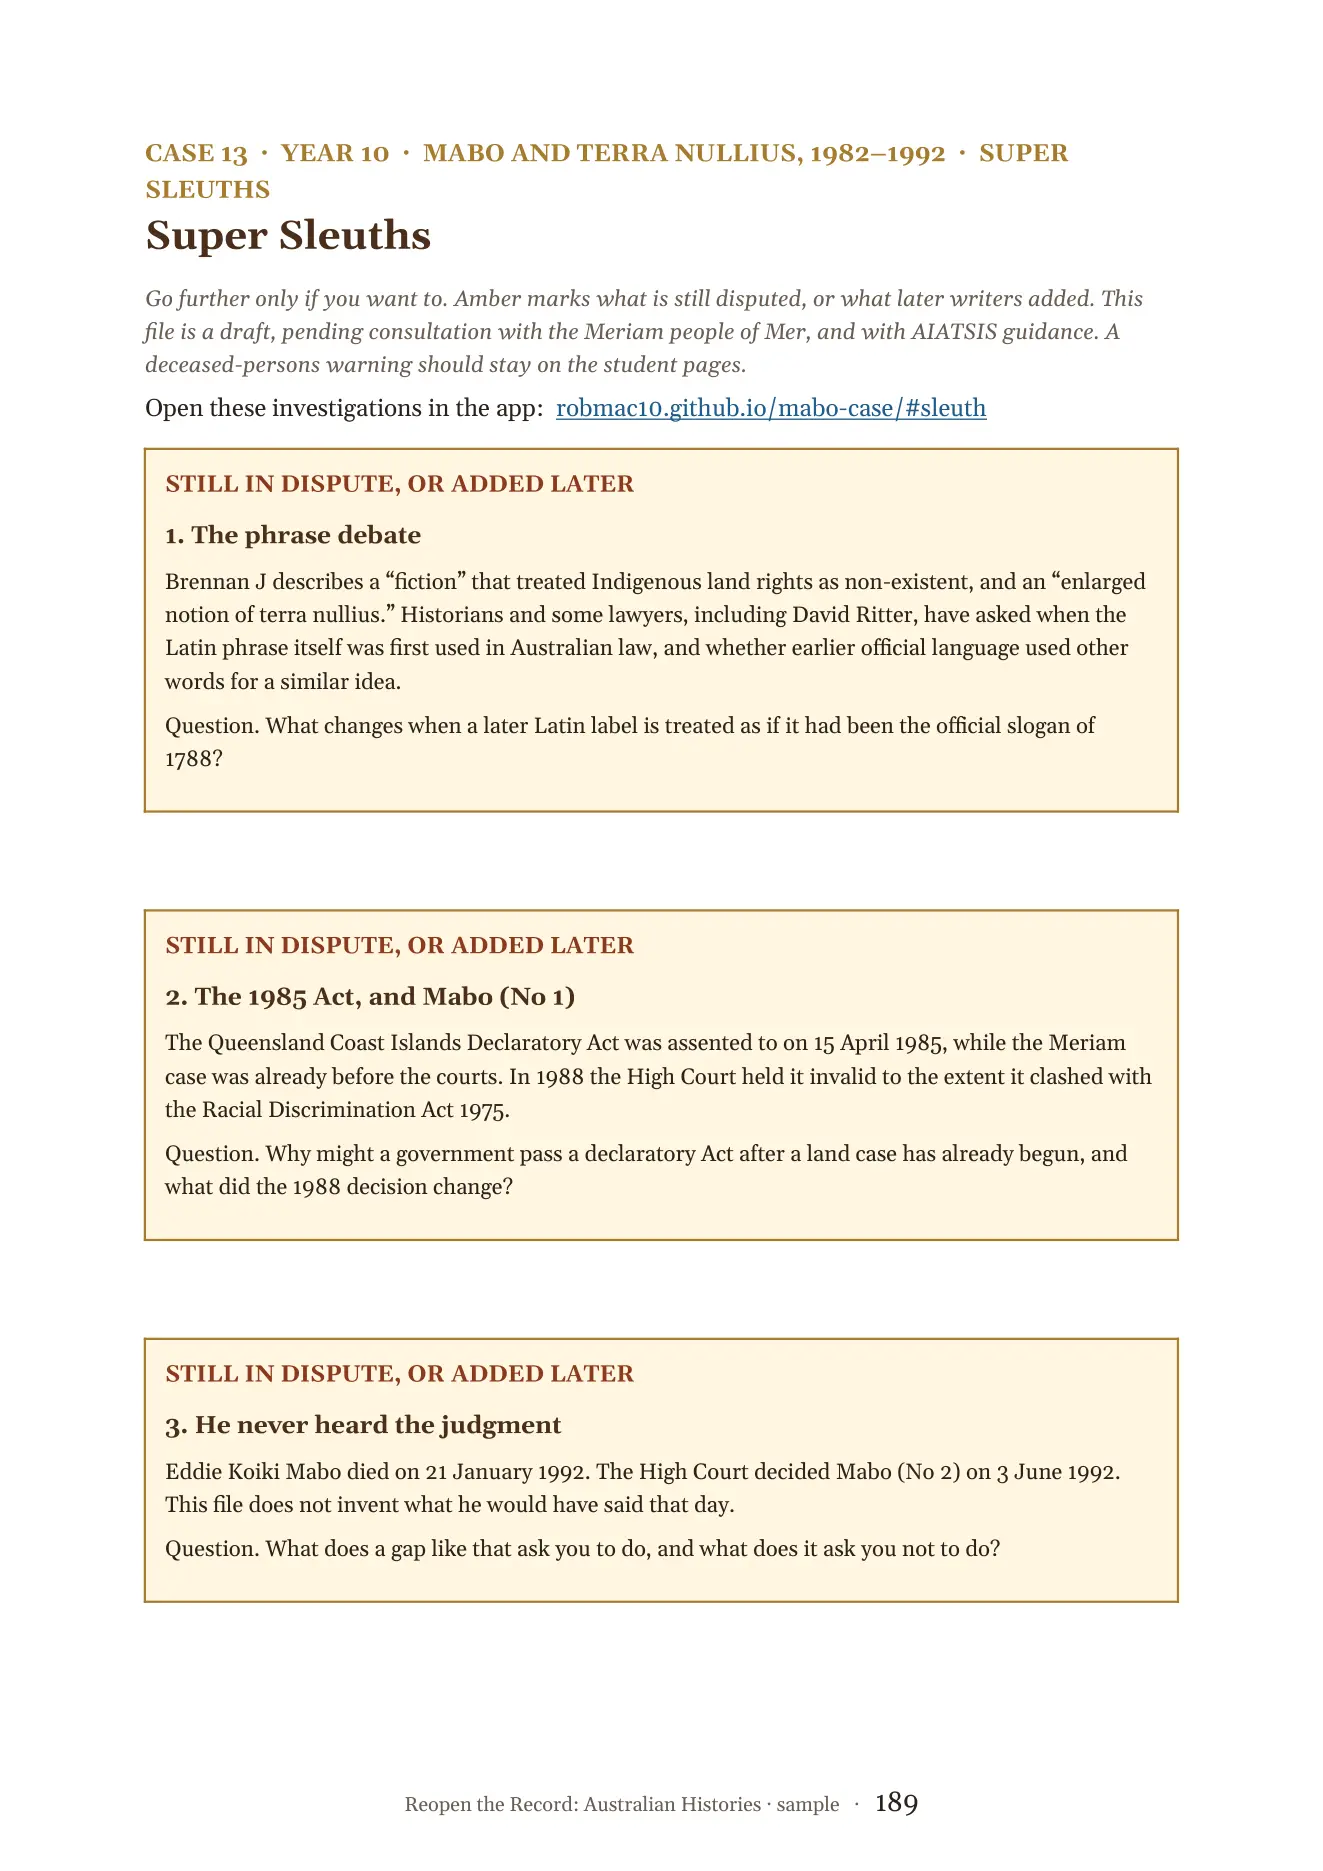 CASE 13 · YEAR 10 · MABO AND TERRA NULLIUS, 1982–1992 · SUPER
SLEUTHS
Super Sleuths
Go further only if you want to. Amber marks what is still disputed, or what later writers added. This
file is a draft, pending consultation with the Meriam people of Mer, and with AIATSIS guidance. A
deceased-persons warning should stay on the student pages.
Open these investigations in the app: robmac10.github.io/mabo-case/#sleuth
STILL IN DISPUTE, OR ADDED LATER
1. The phrase debate
Brennan J describes a “fiction” that treated Indigenous land rights as non-existent, and an “enlarged
notion of terra nullius.” Historians and some lawyers, including David Ritter, have asked when the
Latin phrase itself was first used in Australian law, and whether earlier official language used other
words for a similar idea.
Question. What changes when a later Latin label is treated as if it had been the official slogan of
1788?
STILL IN DISPUTE, OR ADDED LATER
2. The 1985 Act, and Mabo (No 1)
The Queensland Coast Islands Declaratory Act was assented to on 15 April 1985, while the Meriam
case was already before the courts. In 1988 the High Court held it invalid to the extent it clashed with
the Racial Discrimination Act 1975.
Question. Why might a government pass a declaratory Act after a land case has already begun, and
what did the 1988 decision change?
STILL IN DISPUTE, OR ADDED LATER
3. He never heard the judgment
Eddie Koiki Mabo died on 21 January 1992. The High Court decided Mabo (No 2) on 3 June 1992.
This file does not invent what he would have said that day.
Question. What does a gap like that ask you to do, and what does it ask you not to do?
Reopen the Record: Australian Histories · sample · 189